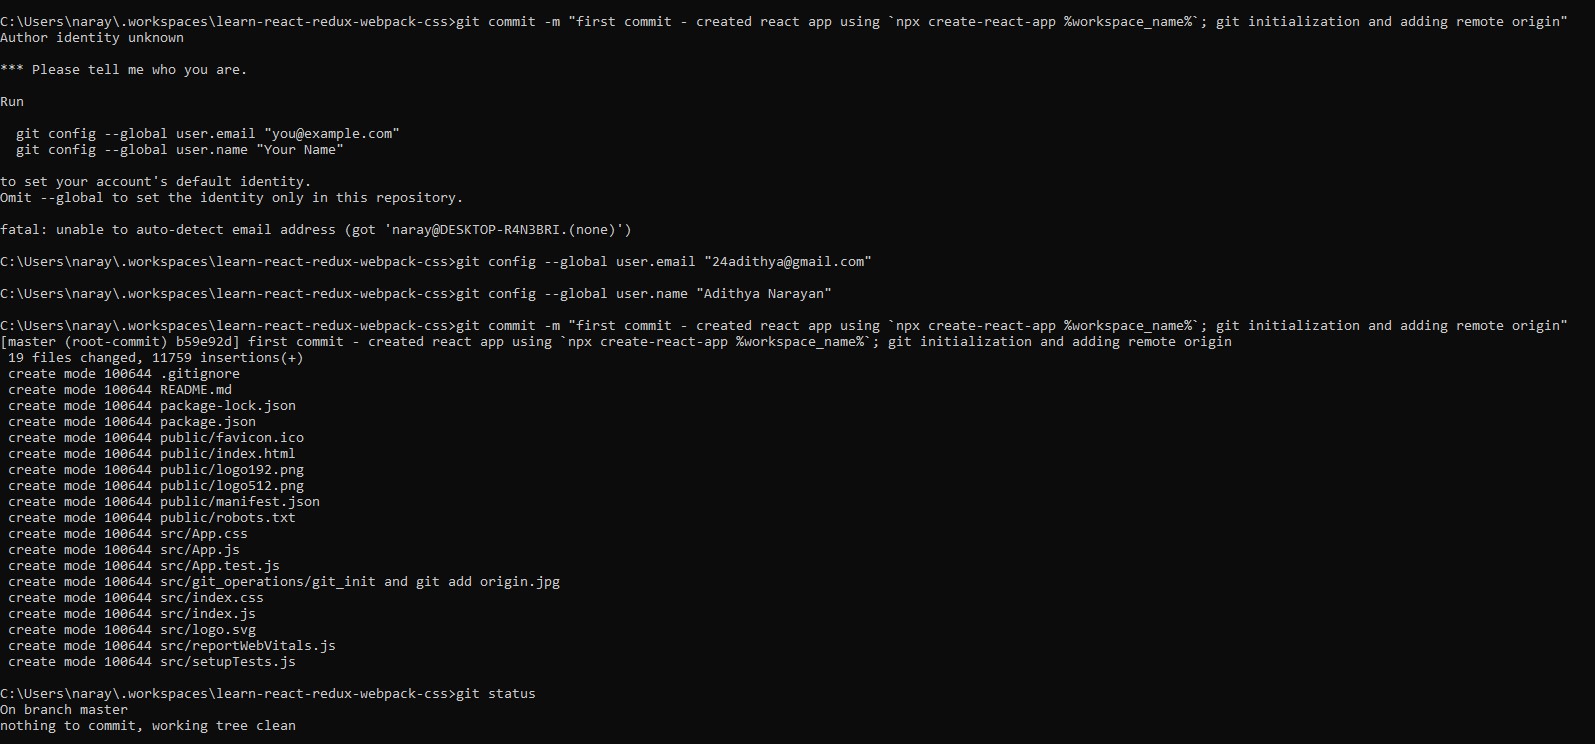 C:\Users\naray\.workspaces\learn-react-redux-webpack-css>git commit -m "first commit - created react app using `npx create-react-app %workspace_name%`; git initialization and adding remote origin"
Author identity unknown
*** Please tell me who you are.
Run
git config --global user.email "you@example.com"
git config --global user.name "Your Name"
to set your account's default identity.
Omit --global to set the identity only in this repository.
fatal: unable to auto-detect email address (got 'naray@DESKTOP-R4N3BRI.(none)')
C:\Users\naray\.workspaces\learn-react-redux-webpack-css>git config --global user.email "24adithya@gmail.com"
C:\Users\naray\.workspaces\learn-react-redux-webpack-css>git config --global user.name "Adithya Narayan"
C:\Users\naray\.workspaces\learn-react-redux-webpack-css>git commit -m "first commit - created react app using `npx create-react-app %workspace_name%`; git initialization and adding remote origin"
[master (root-commit) b59e92d] first commit - created react app using `npx create-react-app %workspace_name%`; git initialization and adding remote origin
19 files changed, 11759 insertions(+)
create mode 100644 .gitignore
create mode 100644 README.md
create mode 100644 package-lock.json
create mode 100644 package.json
create mode 100644 public/favicon.ico
create mode 100644 public/index.html
create mode 100644 public/logo192.png
create mode 100644 public/logo512.png
create mode 100644 public/manifest.json
create mode 100644 public/robots.txt
create mode 100644 src/App.css
create mode 100644 src/App.js
create mode 100644 src/App.test.js
create mode 100644 src/git_operations/git_init and git add origin.jpg
create mode 100644 src/index.css
create mode 100644 src/index.js
create mode 100644 src/logo.svg
create mode 100644 src/reportWebVitals.js
create mode 100644 src/setupTests.js
C:\Users\naray\.workspaces\learn-react-redux-webpack-css>git status
On branch master
nothing to commit, working tree clean